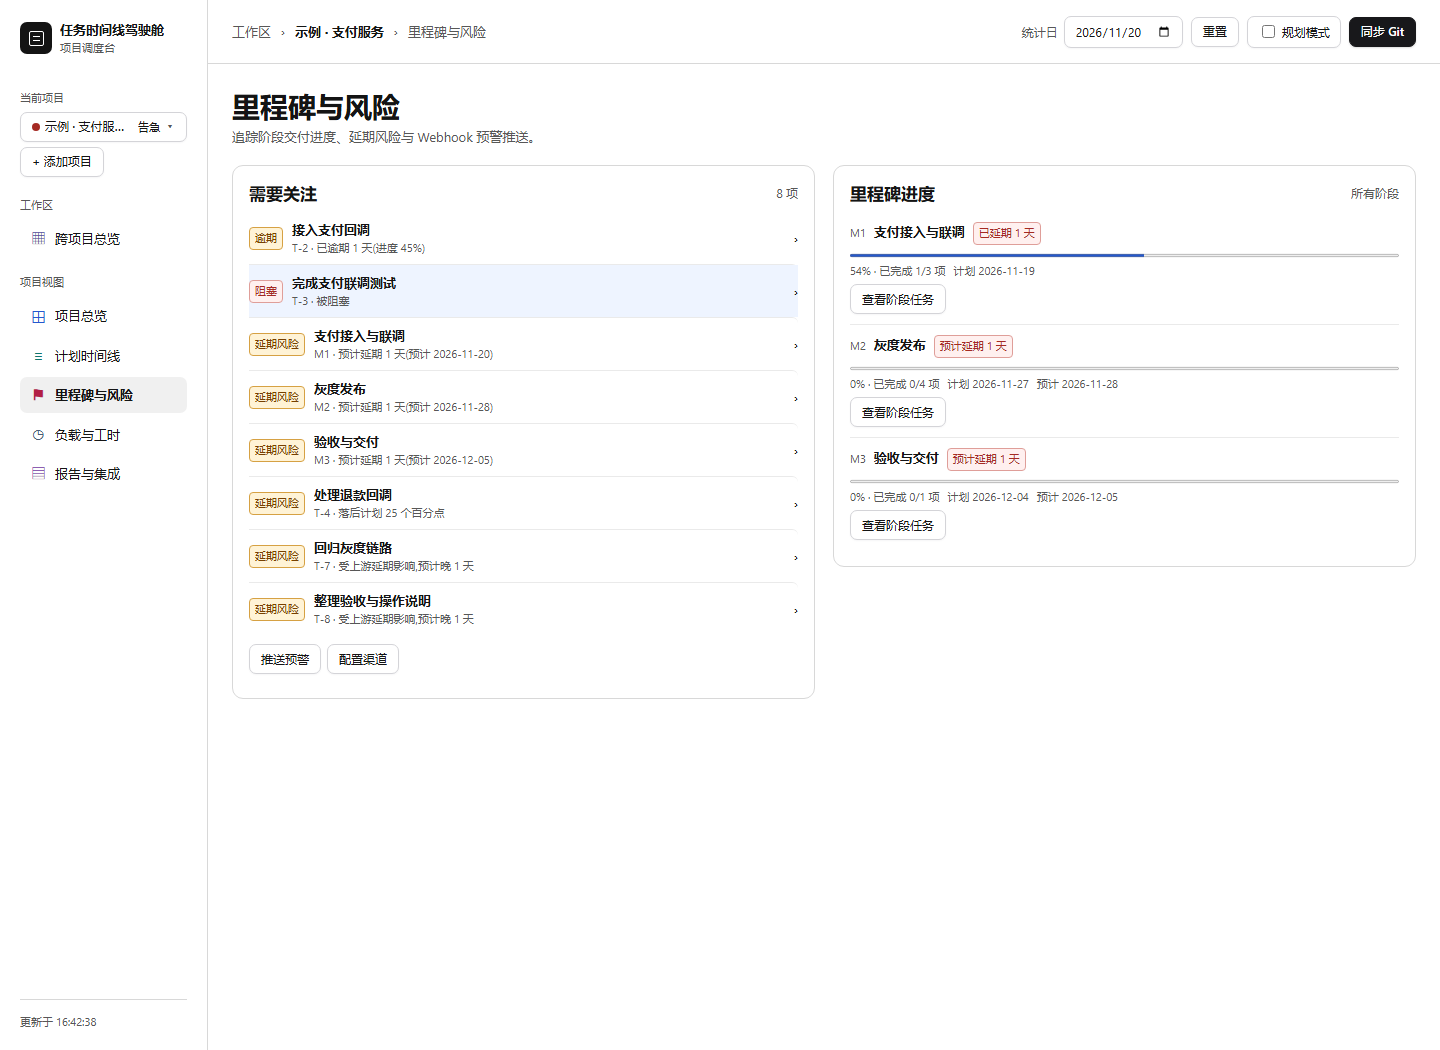 任务时间线驾驶舱
项目调度台
当前项目
示例 · 支付服... 告急
+ 添加项目
工作区
跨项目总览
项目视图
项目总览
计划时间线
里程碑与风险
负载与工时
报告与集成
更新于 16:42:38
工作区 › 示例 · 支付服务 › 里程碑与风险
统计日 2026/11/20 重置 规划模式 同步 Git
里程碑与风险
追踪阶段交付进度、延期风险与 Webhook 预警推送。
需要关注 8 项
逾期 接入支付回调
T-2 · 已逾期 1 天(进度 45%)
阻塞 完成支付联调测试
T-3 · 被阻塞
延期风险 支付接入与联调
M1 · 预计延期 1 天(预计 2026-11-20)
延期风险 灰度发布
M2 · 预计延期 1 天(预计 2026-11-28)
延期风险 验收与交付
M3 · 预计延期 1 天(预计 2026-12-05)
延期风险 处理退款回调
T-4 · 落后计划 25 个百分点
延期风险 回归灰度链路
T-7 · 受上游延期影响,预计晚 1 天
延期风险 整理验收与操作说明
T-8 · 受上游延期影响,预计晚 1 天
推送预警 配置渠道
里程碑进度 所有阶段
M1 支付接入与联调 已延期 1 天
54% · 已完成 1/3 项 计划 2026-11-19
查看阶段任务
M2 灰度发布 预计延期 1 天
0% · 已完成 0/4 项 计划 2026-11-27 预计 2026-11-28
查看阶段任务
M3 验收与交付 预计延期 1 天
0% · 已完成 0/1 项 计划 2026-12-04 预计 2026-12-05
查看阶段任务